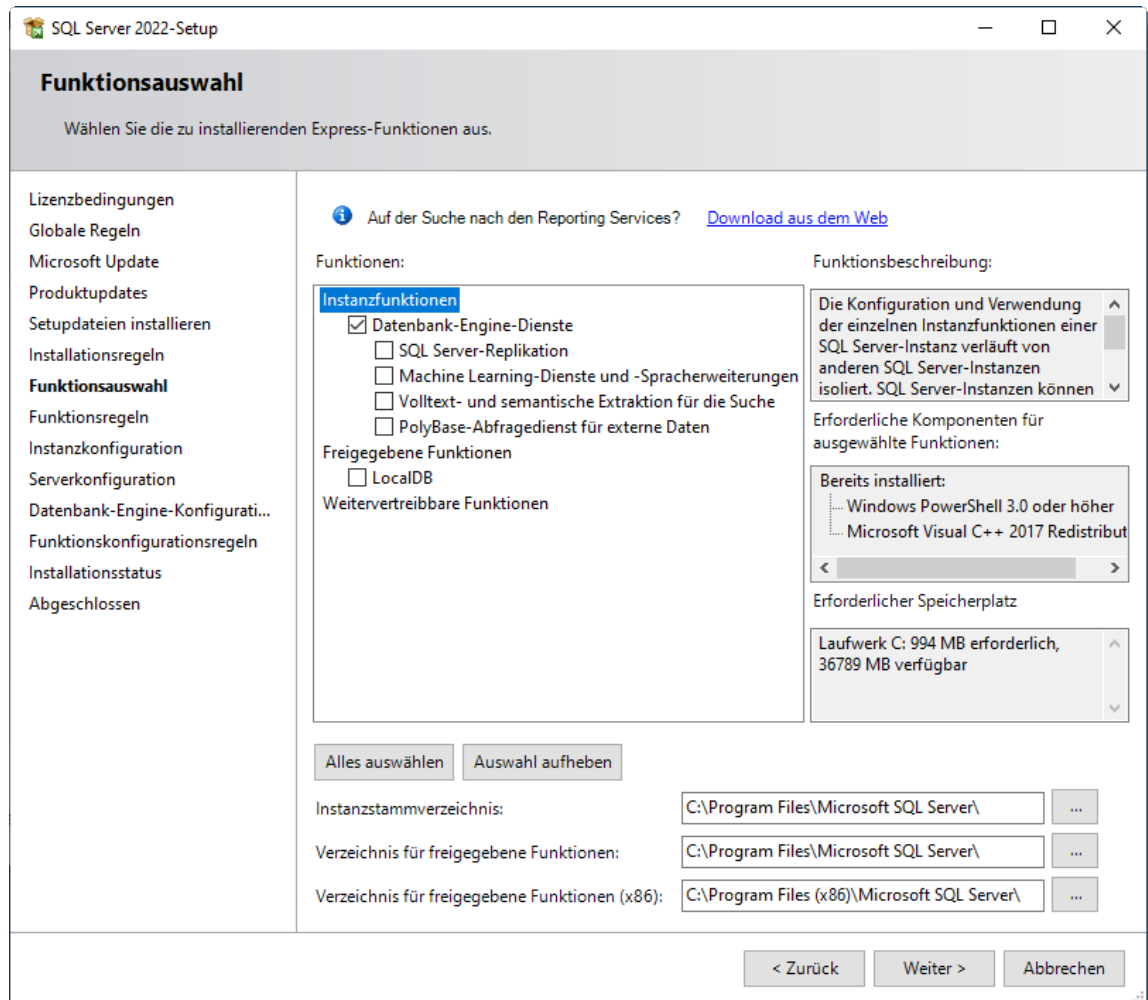 SQL Server 2022-Setup
Funktionsauswahl
Wählen Sie die zu installierenden Express-Funktionen aus.
Lizenzbedingungen
Globale Regeln
Microsoft Update
Produktupdates
Setupdateien installieren
Installationsregeln
Funktionsauswahl
Funktionsregeln
Instanzkonfiguration
Serverkonfiguration
Datenbank-Engine-Konfigurati...
Funktionskonfigurationsregeln
Installationsstatus
Abgeschlossen
Auf der Suche nach den Reporting Services? Download aus dem Web
Funktionen:
Instanzfunktionen
Datenbank-Engine-Dienste
SQL Server-Replikation
Machine Learning-Dienste und -Spracherweiterungen
Volltext- und semantische Extraktion für die Suche
PolyBase-Abfragedienst für externe Daten
Freigegebene Funktionen
LocalDB
Weitervertreibbare Funktionen
Funktionsbeschreibung:
Die Konfiguration und Verwendung
der einzelnen Instanzfunktionen einer
SQL Server-Instanz verläuft von
anderen SQL Server-Instanzen
isoliert. SQL Server-Instanzen können
Erforderliche Komponenten für
ausgewählte Funktionen:
Bereits installiert:
Windows PowerShell 3.0 oder höher
Microsoft Visual C++ 2017 Redistribut
Erforderlicher Speicherplatz
Laufwerk C: 994 MB erforderlich,
36789 MB verfügbar
Alles auswählen Auswahl aufheben
Instanzstammverzeichnis: C:\Program Files\Microsoft SQL Server\ ...
Verzeichnis für freigegebene Funktionen: C:\Program Files\Microsoft SQL Server\ ...
Verzeichnis für freigegebene Funktionen (x86): C:\Program Files (x86)\Microsoft SQL Server\ ...
< Zurück Weiter > Abbrechen